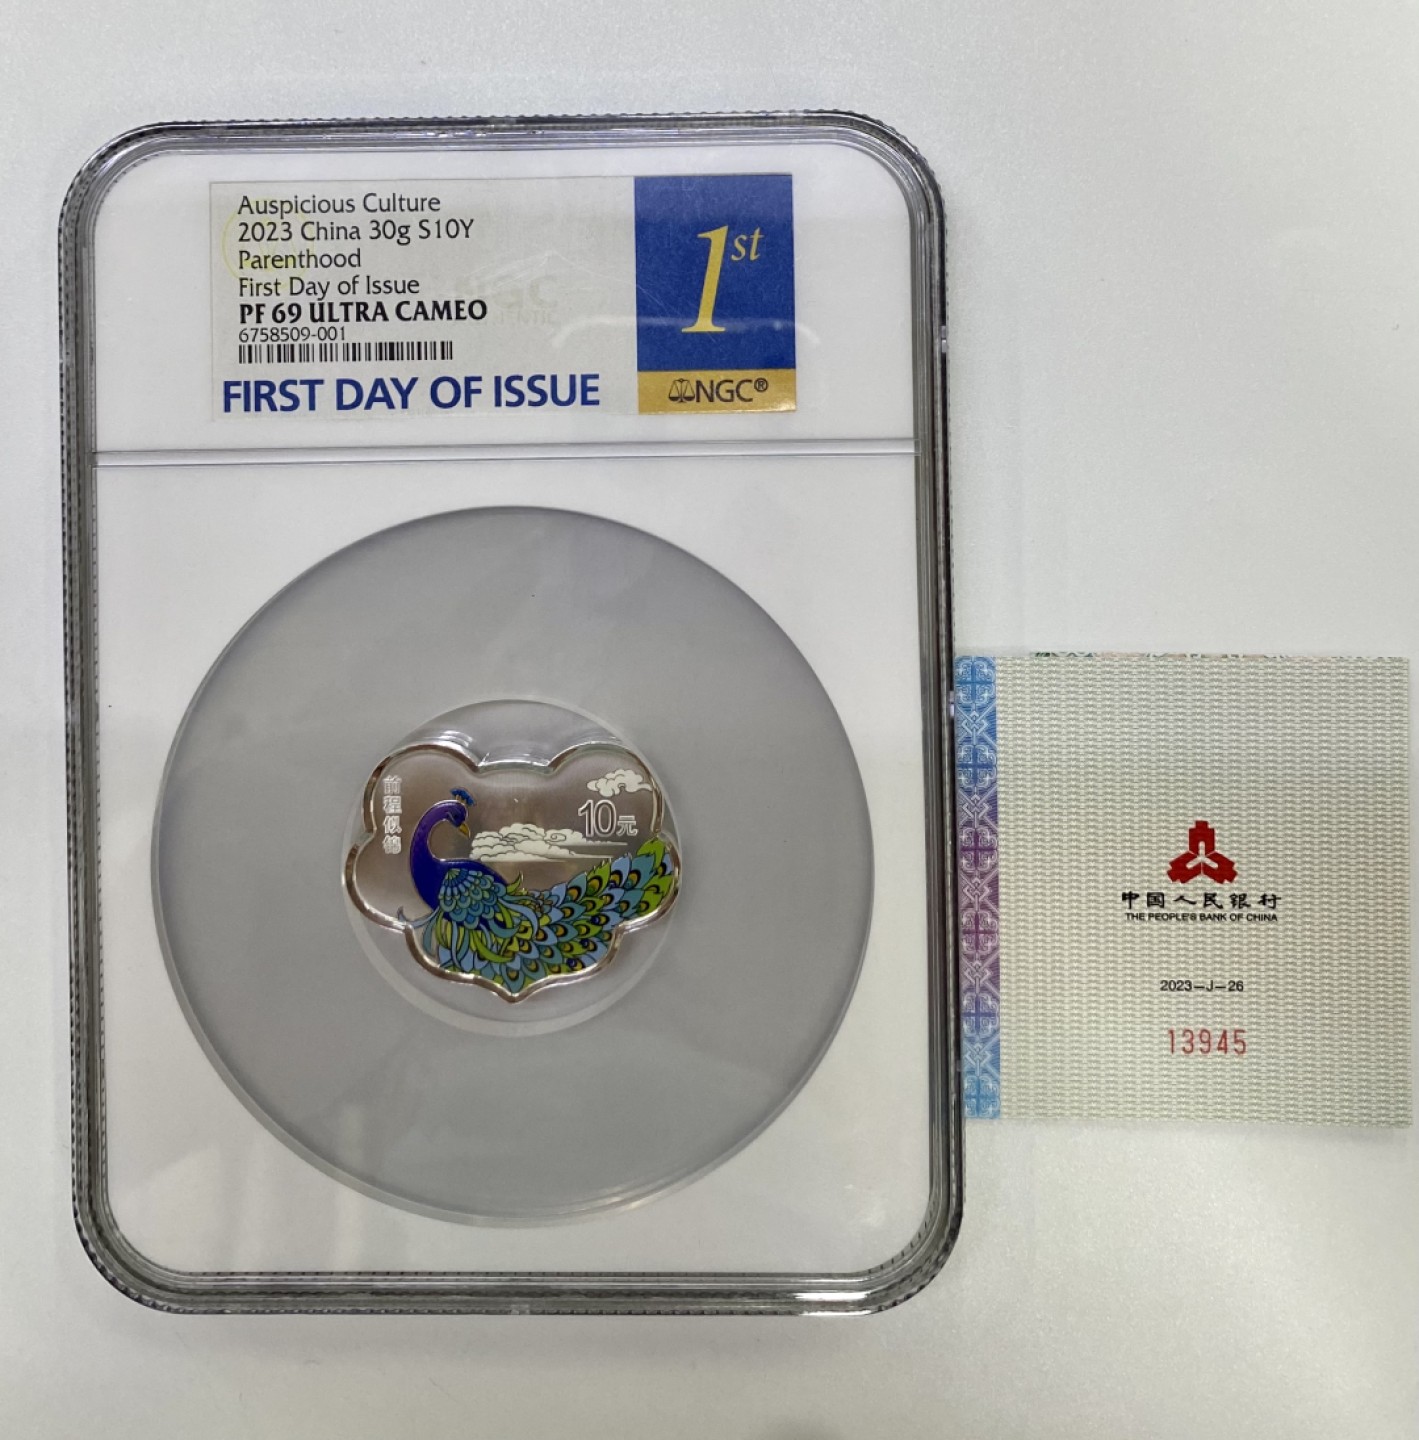 Auspicious Culture
2023 China 30g S10Y
Parenthood
First Day of Issue
PF 69 ULTRA CAMEO
6758509-001
FIRST DAY OF ISSUE
1st
NGC®
前程似锦
10元
中国人民银行
THE PEOPLE'S BANK OF CHINA
2023—J—26
13945